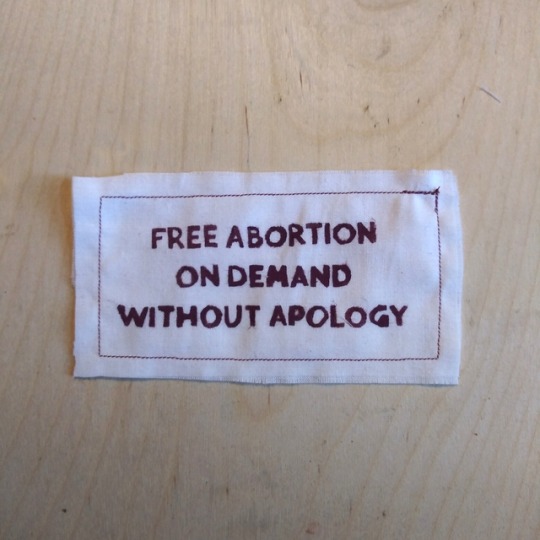 FREE ABORTION
ON DEMAND
WITHOUT APOLOGY